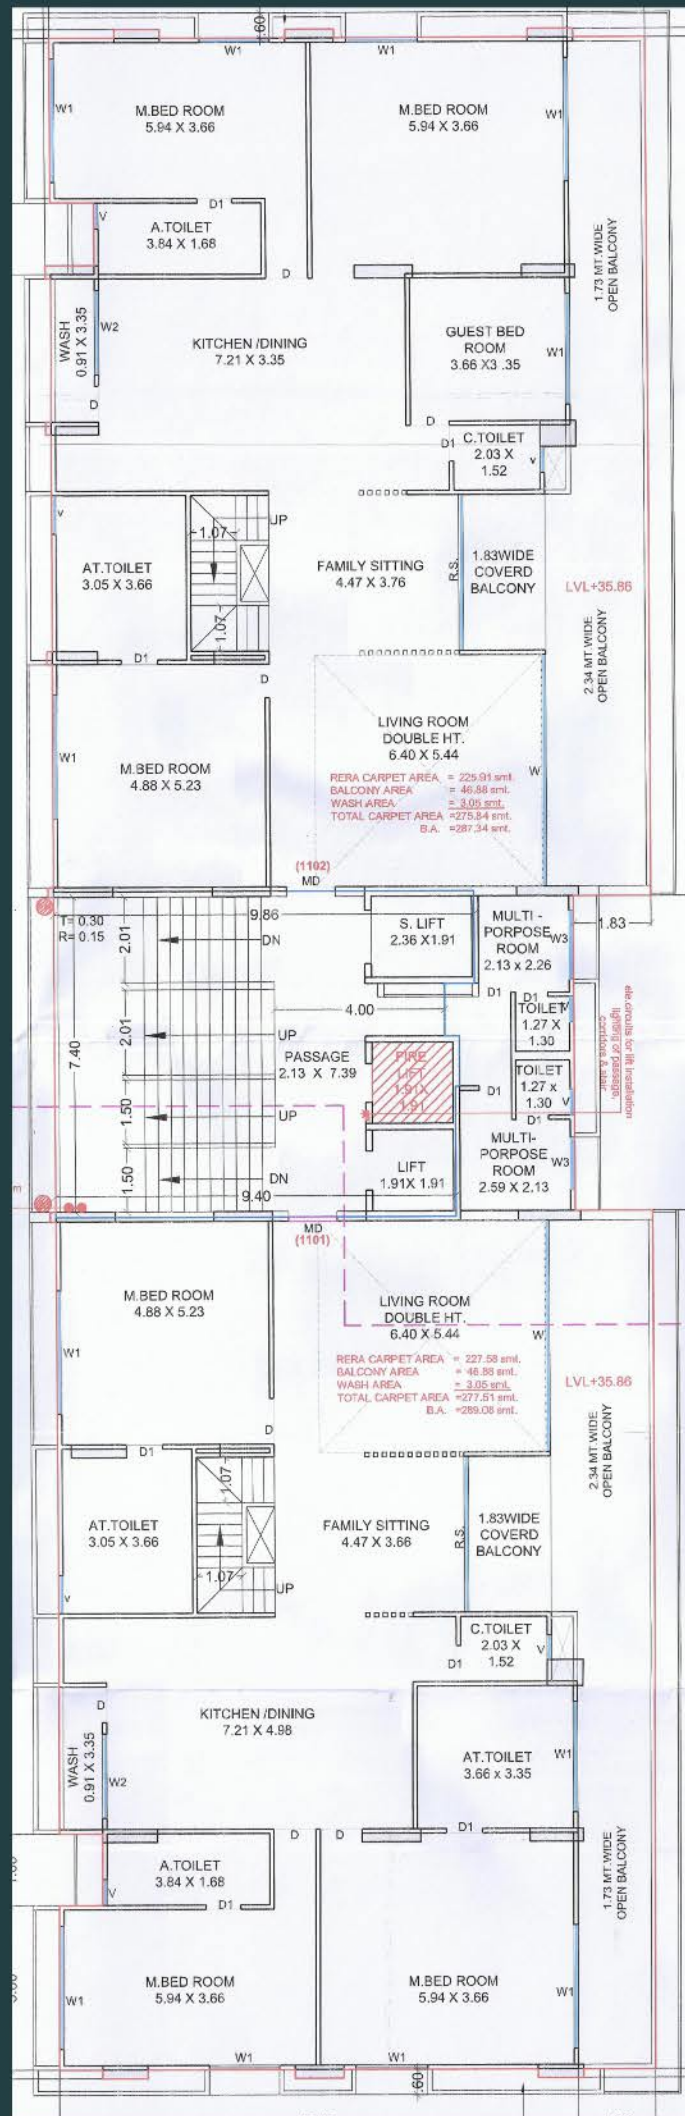 .60
W1
W1
M.BED ROOM
5.94 X 3.66
M.BED ROOM
5.94 X 3.66
W1
W1
D1
V
A.TOILET
3.84 X 1.68
D
1.73 MT.WIDE
OPEN BALCONY
WASH
0.91 X 3.35
W2
KITCHEN /DINING
7.21 X 3.35
GUEST BED
ROOM
3.66 X3 .35
W1
D
D
D1
C.TOILET
2.03 X
1.52
V
V
UP
1.07
AT.TOILET
3.05 X 3.66
FAMILY SITTING
4.47 X 3.76
R.S.
1.83WIDE
COVERD
BALCONY
LVL+35.86
1.07
D1
D
2.34 MT.WIDE
OPEN BALCONY
LIVING ROOM
DOUBLE HT.
6.40 X 5.44
W1
M.BED ROOM
4.88 X 5.23
W
RERA CARPET AREA = 225.91 smt.
BALCONY AREA = 46.88 smt.
WASH AREA = 3.05 smt.
TOTAL CARPET AREA =275.84 smt.
B.A. =287.34 smt.
(1102)
MD
T= 0.30
R= 0.15
2.01
9.86
DN
S. LIFT
2.36 X1.91
MULTI -
PORPOSE
ROOM
2.13 x 2.26
W3
1.83
D1
D1
4.00
TOILET
1.27 X
1.30
V
ele.circuits for lift installation
lighting of passage,
corridors & stair
7.40
2.01
UP
PASSAGE
2.13 X 7.39
FIRE
LIFT
1.91X
1.91
TOILET
1.27 x
1.30
V
D1
D1
1.50
UP
MULTI-
PORPOSE
ROOM
2.59 X 2.13
W3
LIFT
1.91X 1.91
1.50
DN
9.40
MD
(1101)
M.BED ROOM
4.88 X 5.23
LIVING ROOM
DOUBLE HT.
6.40 X 5.44
W1
W
RERA CARPET AREA = 227.58 smt.
BALCONY AREA = 46.88 smt.
WASH AREA = 3.05 smt.
TOTAL CARPET AREA =277.51 smt.
B.A. =289.08 smt.
LVL+35.86
D
D1
1.07
2.34 MT.WIDE
OPEN BALCONY
AT.TOILET
3.05 X 3.66
FAMILY SITTING
4.47 X 3.66
R.S.
1.83WIDE
COVERD
BALCONY
1.07
UP
V
C.TOILET
2.03 X
1.52
V
D1
D
KITCHEN /DINING
7.21 X 4.98
WASH
0.91 X 3.35
W2
AT.TOILET
3.66 x 3.35
W1
D
D
D1
A.TOILET
3.84 X 1.68
V
D1
1.73 MT.WIDE
OPEN BALCONY
M.BED ROOM
5.94 X 3.66
M.BED ROOM
5.94 X 3.66
W1
W1
W1
W1
.60